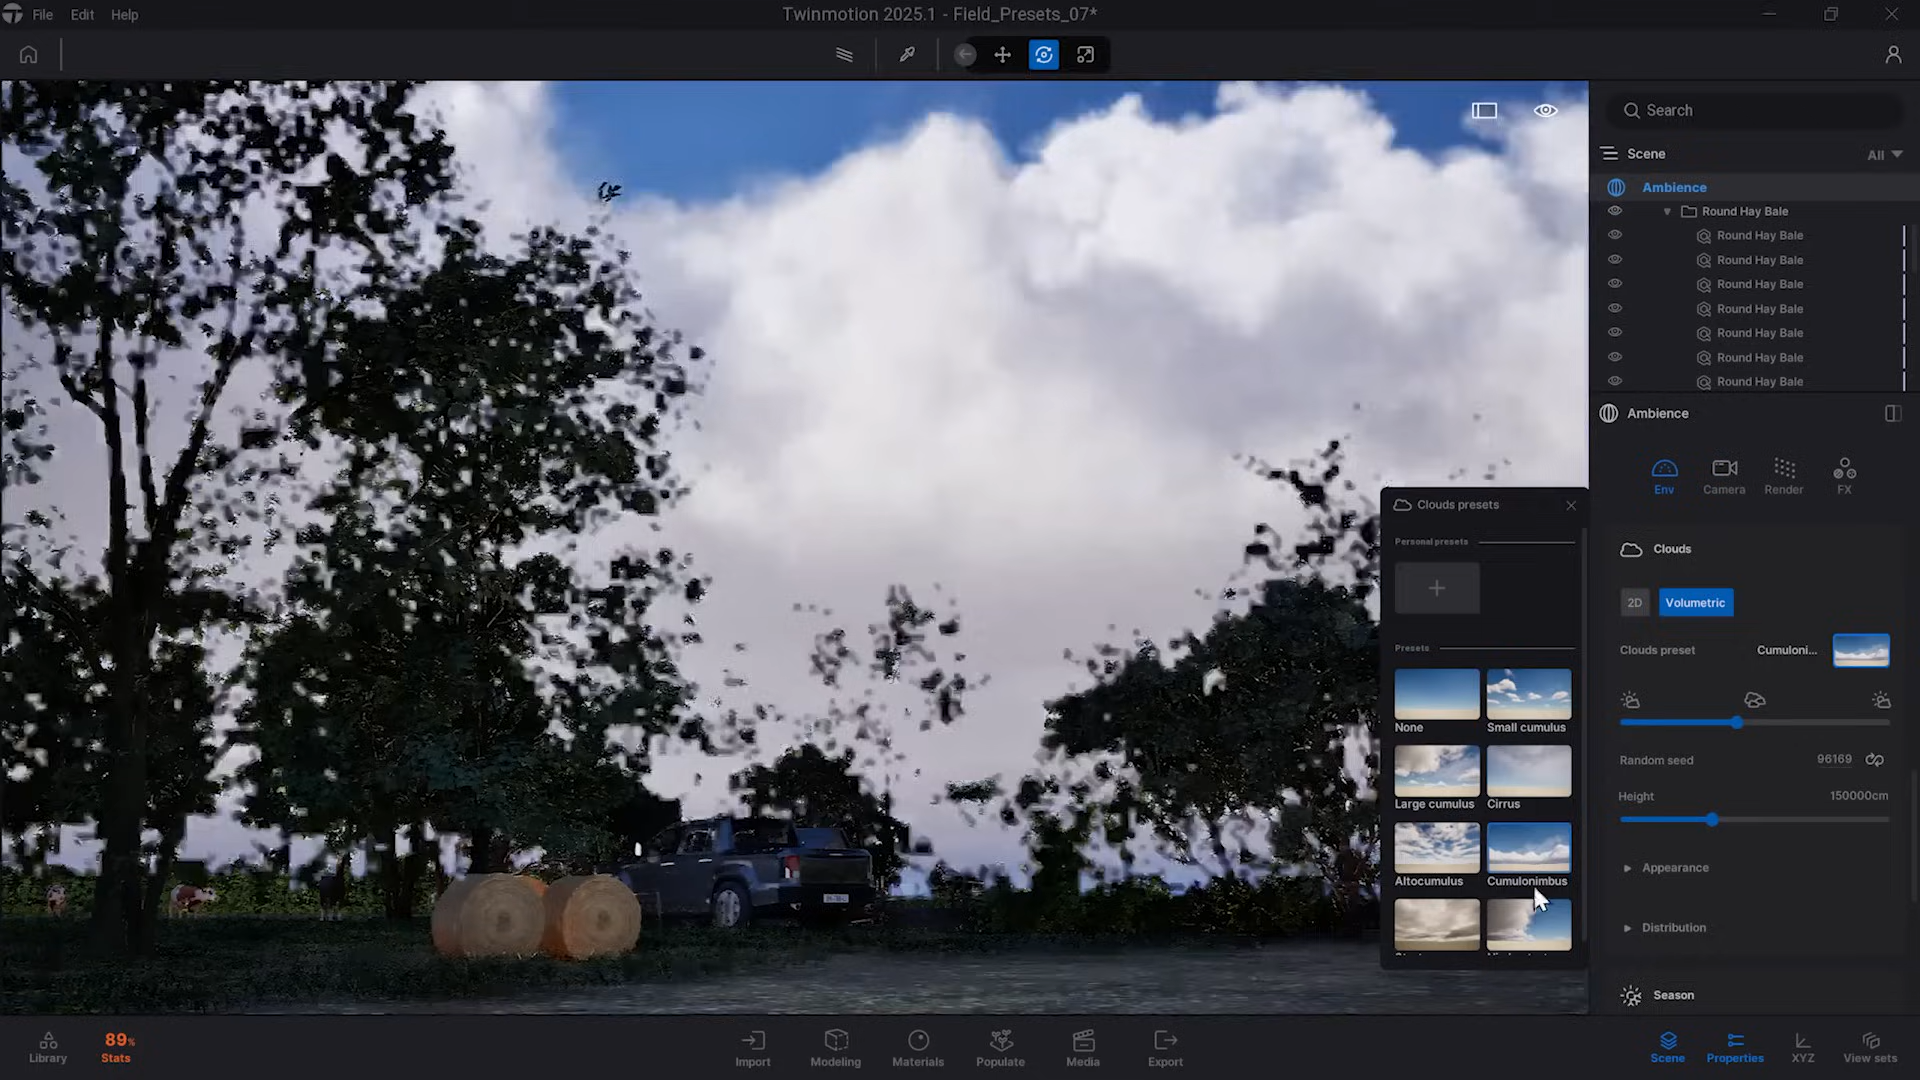 File Edit Help
Twinmotion 2025.1 - Field_Presets_07*
Search
Scene
All
Ambience
Round Hay Bale
Round Hay Bale
Round Hay Bale
Round Hay Bale
Round Hay Bale
Round Hay Bale
Round Hay Bale
Round Hay Bale
Ambience
Env Camera Render FX
Clouds presets
Personal presets
Presets
None Small cumulus
Large cumulus Cirrus
Altocumulus Cumulonimbus
Clouds
2D Volumetric
Clouds preset Cumuloni...
Random seed 96169
Height 150000cm
Appearance
Distribution
Season
Library
89%
Stats
Import Modeling Materials Populate Media Export
Scene Properties XYZ View sets